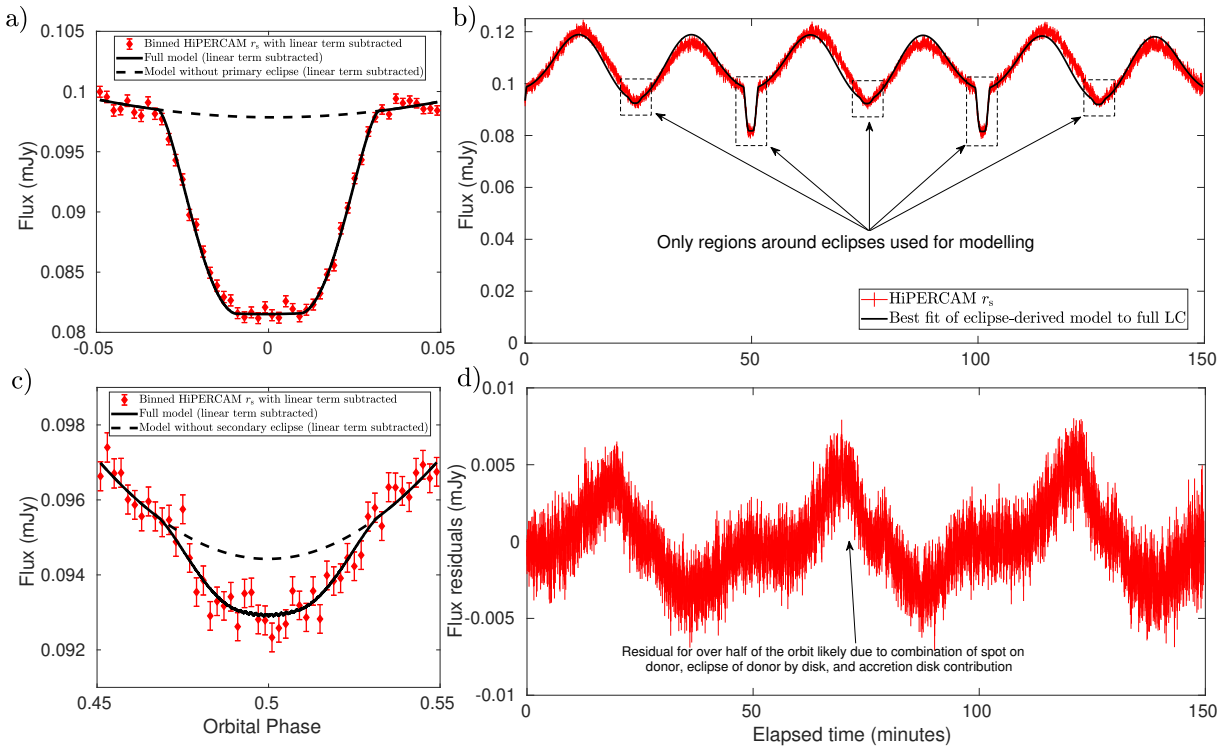 a)
0.105
0.1
0.095
0.09
0.085
0.08
Flux (mJy)
Binned HiPERCAM rs with linear term subtracted
Full model (linear term subtracted)
Model without primary eclipse (linear term subtracted)
-0.05
0
0.05
b)
0.12
0.1
0.08
0.06
0.04
0.02
0
Flux (mJy)
Only regions around eclipses used for modelling
HiPERCAM rs
Best fit of eclipse-derived model to full LC
0
50
100
150
c)
0.098
0.096
0.094
0.092
Flux (mJy)
Binned HiPERCAM rs with linear term subtracted
Full model (linear term subtracted)
Model without secondary eclipse (linear term subtracted)
0.45
0.5
0.55
Orbital Phase
d)
0.01
0.005
0
-0.005
-0.01
Flux residuals (mJy)
Residual for over half of the orbit likely due to combination of spot on
donor, eclipse of donor by disk, and accretion disk contribution
0
50
100
150
Elapsed time (minutes)